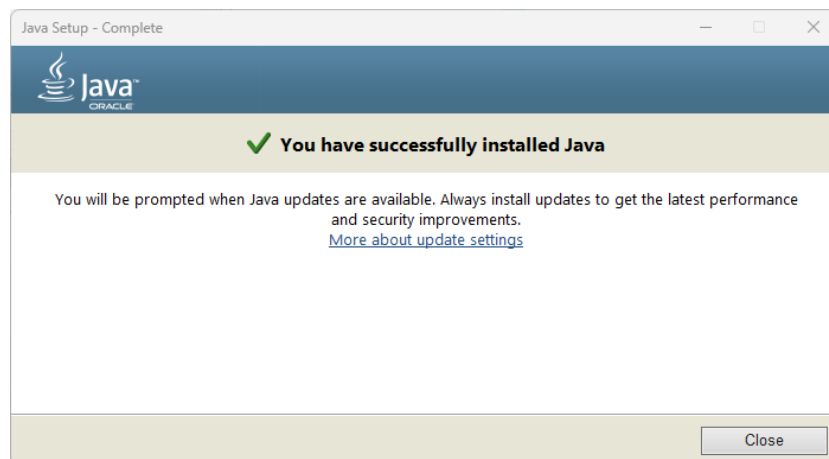 Java Setup - Complete
Java™
ORACLE
You have successfully installed Java
You will be prompted when Java updates are available. Always install updates to get the latest performance
and security improvements.
More about update settings
Close